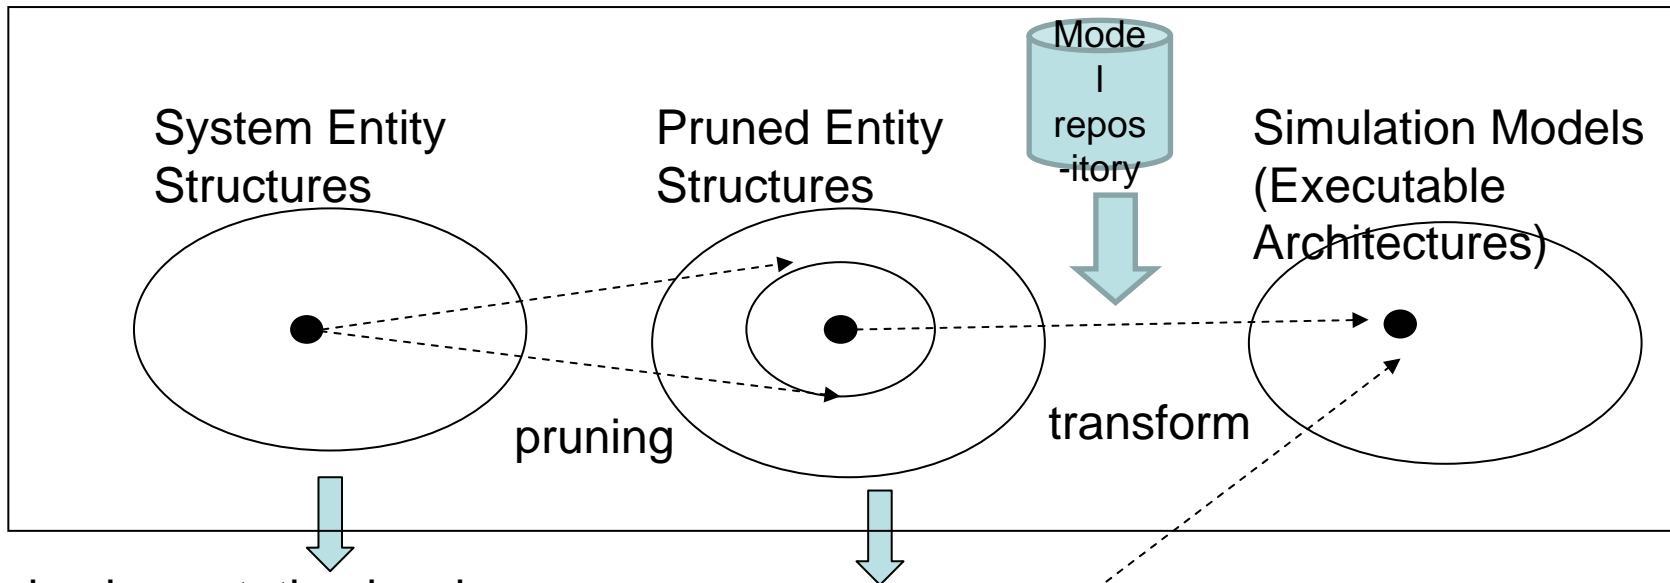 Mode
l
repos
-itory
System Entity
Structures
Pruned Entity
Structures
Simulation Models
(Executable
Architectures)
pruning
transform